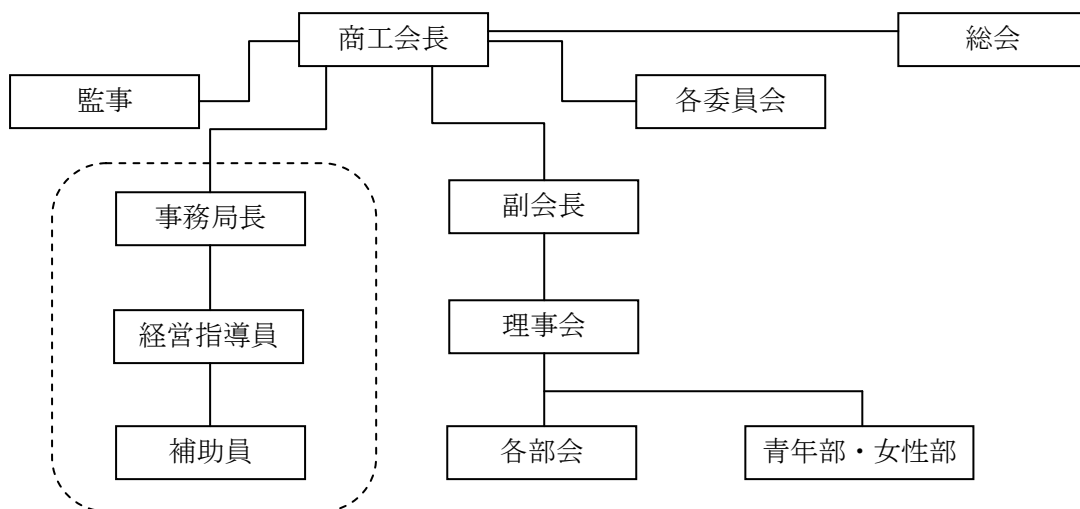 商工会長
総会
監事
各委員会
事務局長
副会長
経営指導員
理事会
補助員
各部会
青年部・女性部